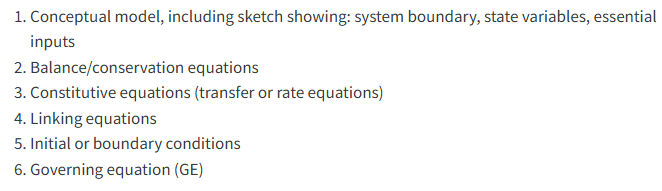 1. Conceptual model, including sketch showing: system boundary, state variables, essential
inputs
2. Balance/conservation equations
3. Constitutive equations (transfer or rate equations)
4. Linking equations
5. Initial or boundary conditions
6. Governing equation (GE)